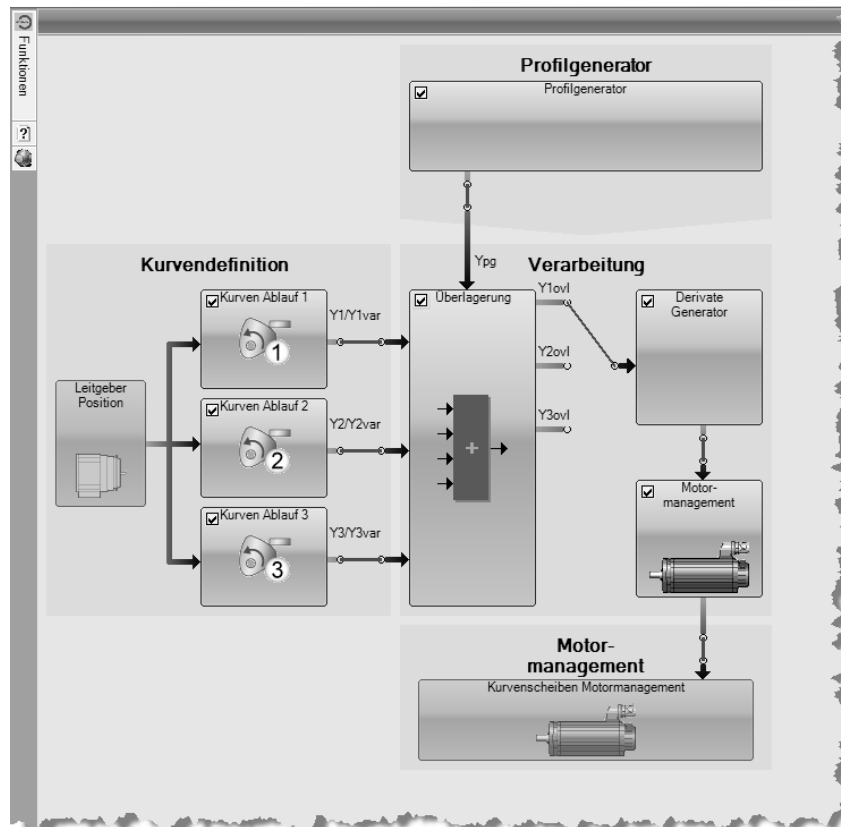 Funktionen
?
Profilgenerator
Profilgenerator
Ypg
Kurvendefinition
Verarbeitung
Kurven Ablauf 1
1
Y1/Y1var
Überlagerung
+
Y1ovl
Y2ovl
Y3ovl
Derivate
Generator
Leitgeber
Position
Kurven Ablauf 2
2
Y2/Y2var
Kurven Ablauf 3
3
Y3/Y3var
Motor-
management
Motor-
management
Kurvenscheiben Motormanagement